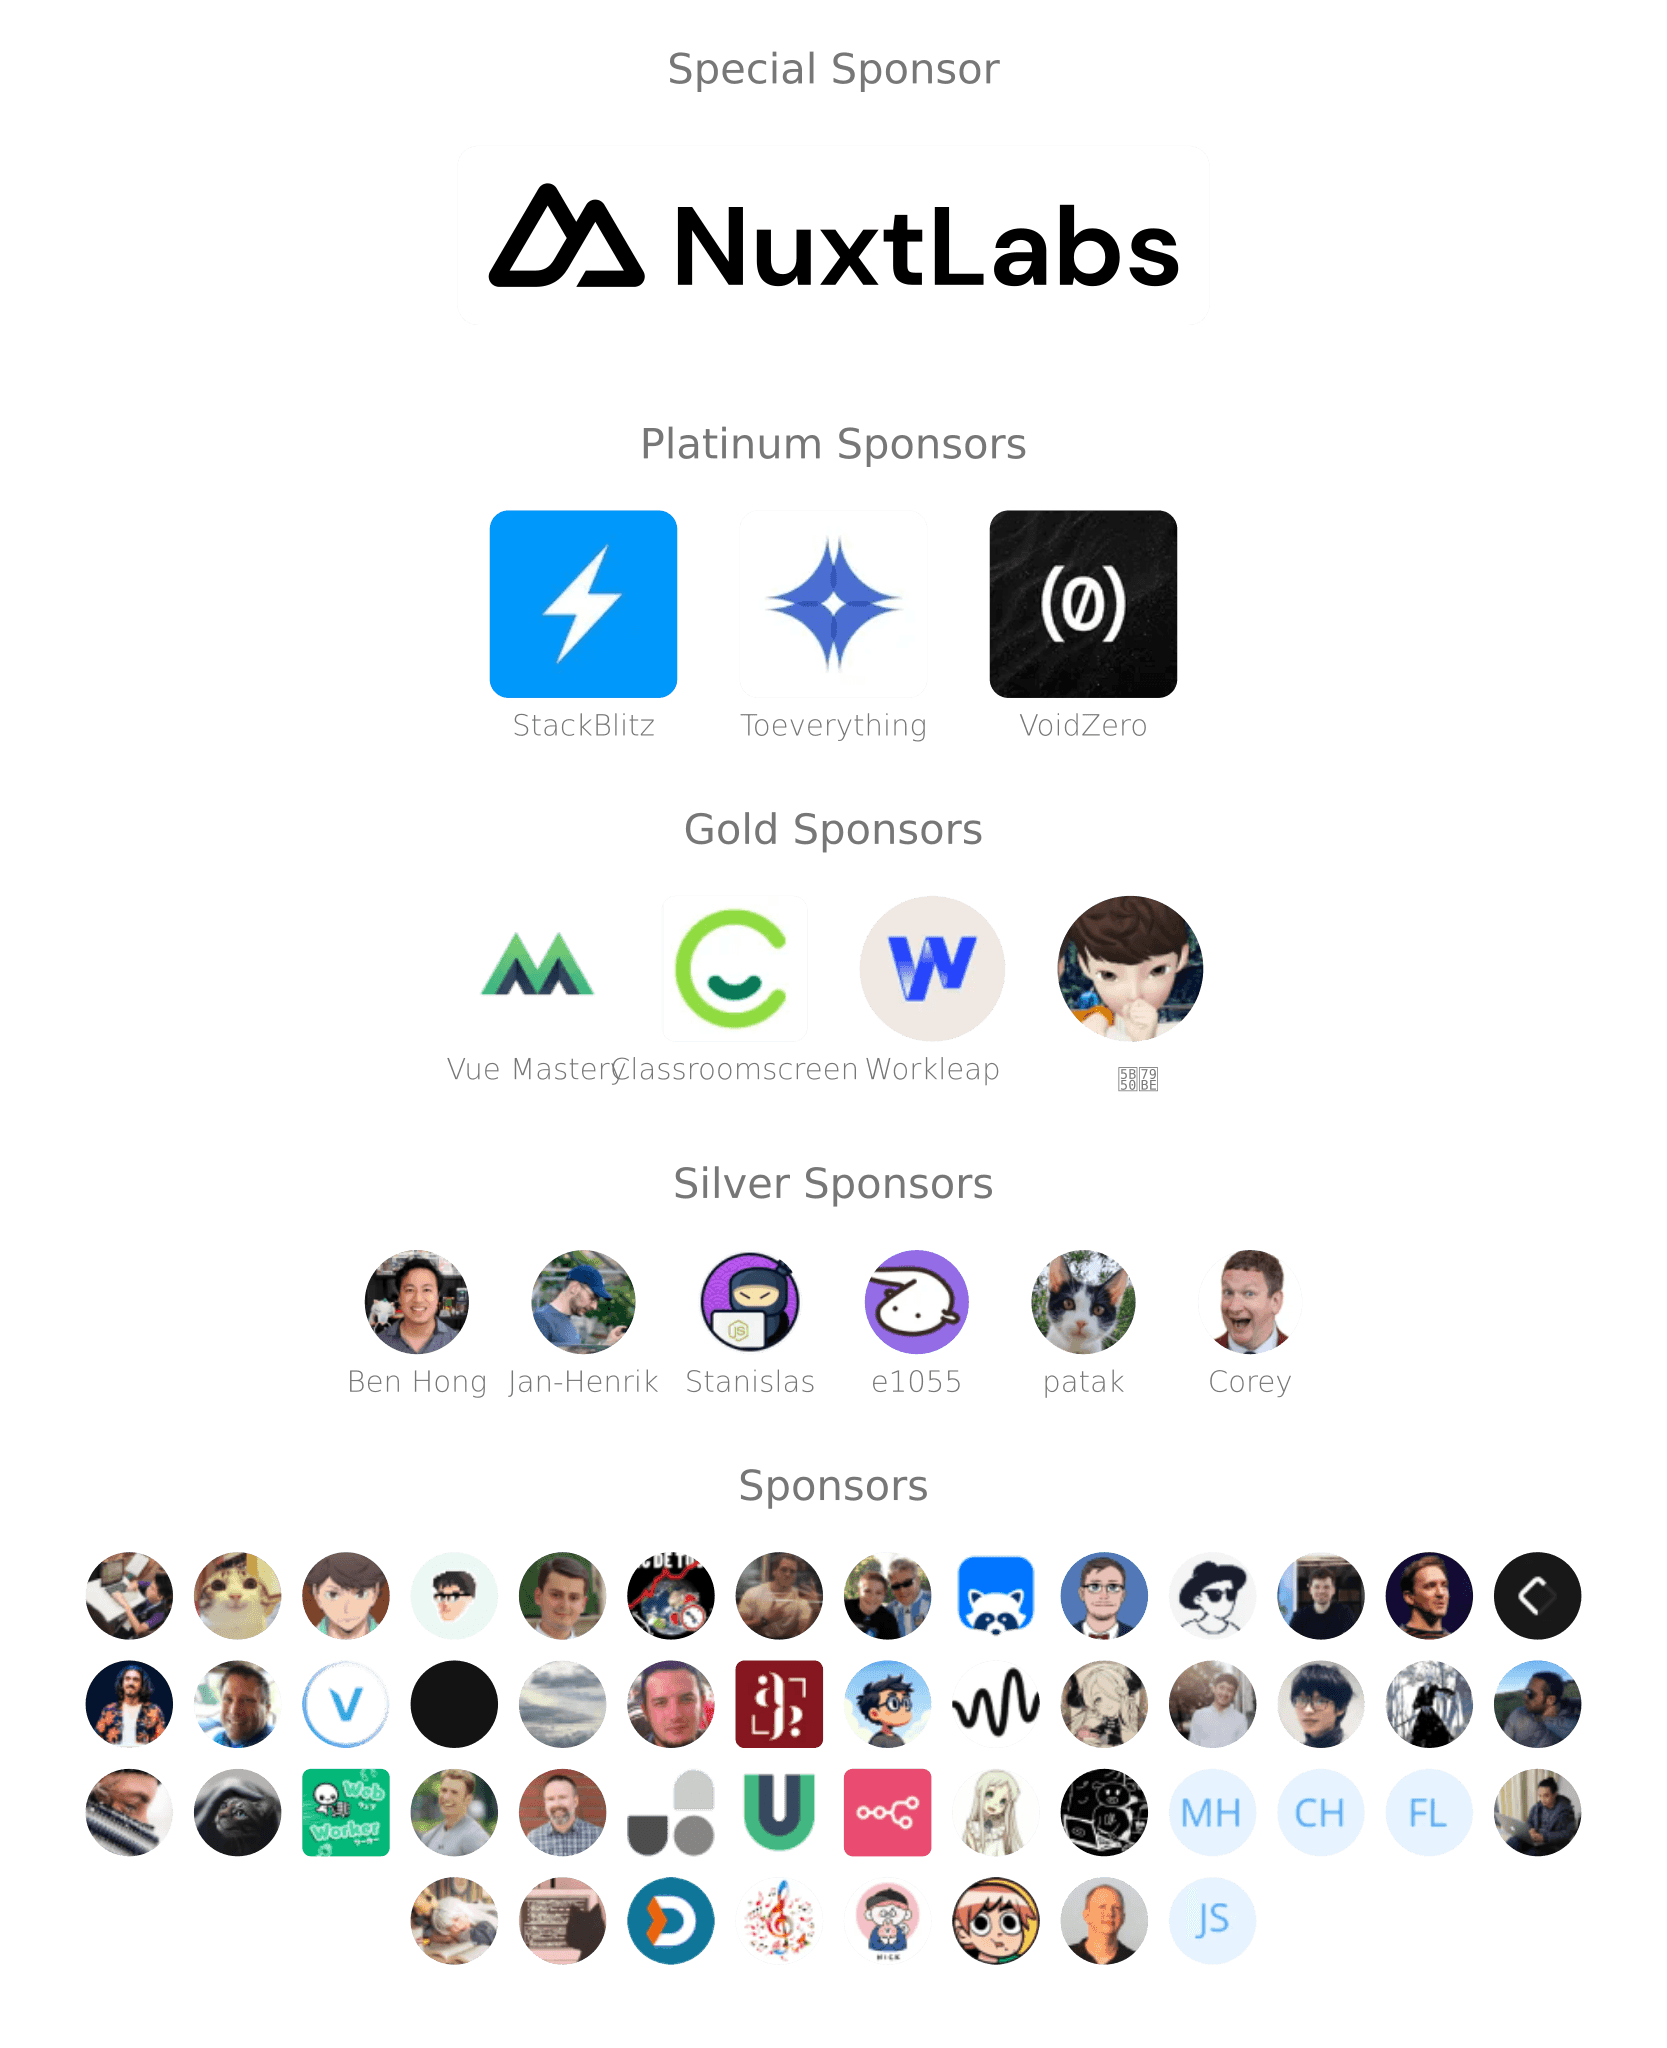 Special Sponsor
NuxtLabs
Platinum Sponsors
StackBlitz Toeverything VoidZero
Gold Sponsors
Vue Mastery Classroomscreen Workleap
Silver Sponsors
Ben Hong Jan-Henrik Stanislas e1055 patak Corey
Sponsors
V
Web
Worker
MH CH FL
JS